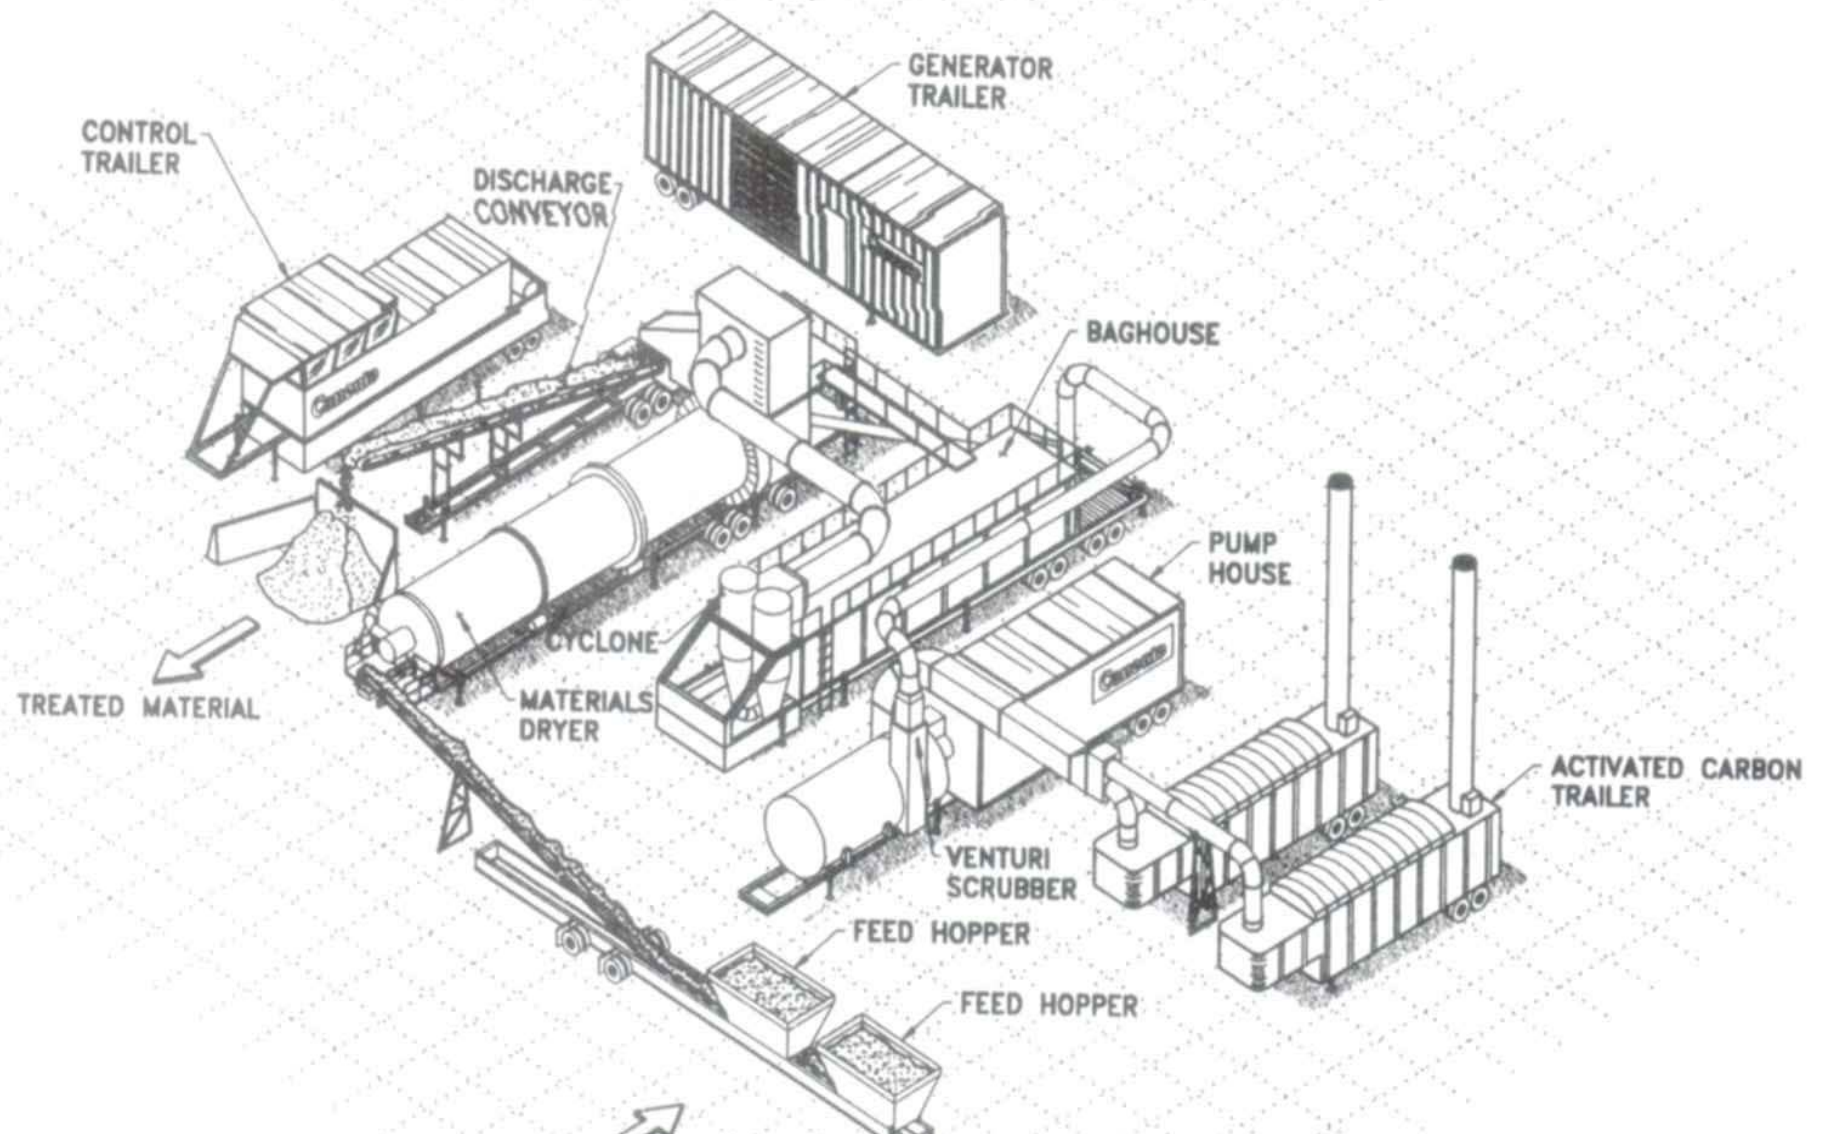 GENERATOR
TRAILER
CONTROL
TRAILER
DISCHARGE
CONVEYOR
BAGHOUSE
PUMP
HOUSE
CYCLONE
TREATED MATERIAL
MATERIALS
DRYER
ACTIVATED CARBON
TRAILER
VENTURI
SCRUBBER
FEED HOPPER
FEED HOPPER